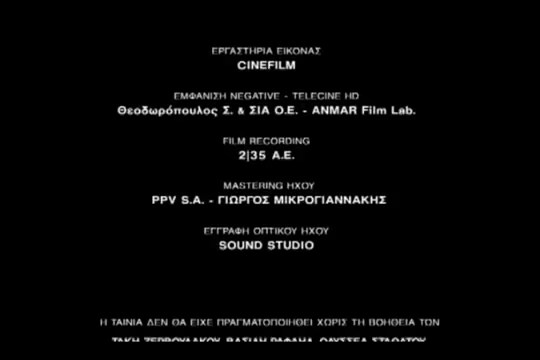 ΕΡΓΑΣΤΗΡΙΑ ΕΙΚΟΝΑΣ
CINEFILM
ΕΜΦΑΝΙΣΗ NEGATIVE - TELECINE HD
Θεοδωρόπουλος Σ. & ΣΙΑ Ο.Ε. - ANMAR Film Lab.
FILM RECORDING
2|35 A.E.
MASTERING ΗΧΟΥ
PPV S.A. - ΓΙΩΡΓΟΣ ΜΙΚΡΟΓΙΑΝΝΑΚΗΣ
ΕΓΓΡΑΦΗ ΟΠΤΙΚΟΥ ΗΧΟΥ
SOUND STUDIO
Η ΤΑΙΝΙΑ ΔΕΝ ΘΑ ΕΙΧΕ ΠΡΑΓΜΑΤΟΠΟΙΗΘΕΙ ΧΩΡΙΣ ΤΗ ΒΟΗΘΕΙΑ ΤΩΝ